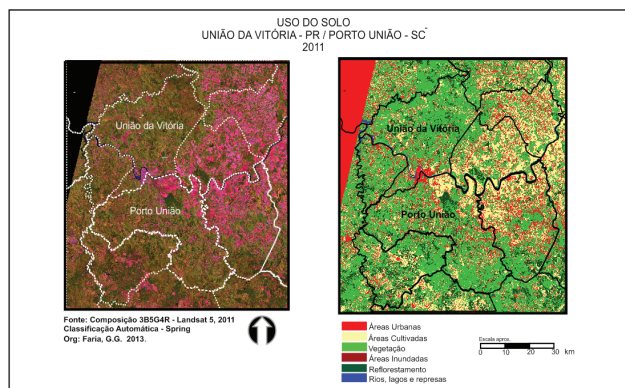 USO DO SOLO
UNIÃO DA VITÓRIA - PR / PORTO UNIÃO - SC
2011
União da Vitória
Porto União
União da Vitória
Porto União
Fonte: Composição 3B5G4R - Landsat 5, 2011
Classificação Automática - Spring
Org: Faria, G.G. 2013.
Áreas Urbanas
Áreas Cultivadas
Vegetação
Áreas Inundadas
Reflorestamento
Rios, lagos e represas
Escala aprox.
0 10 20 30 km